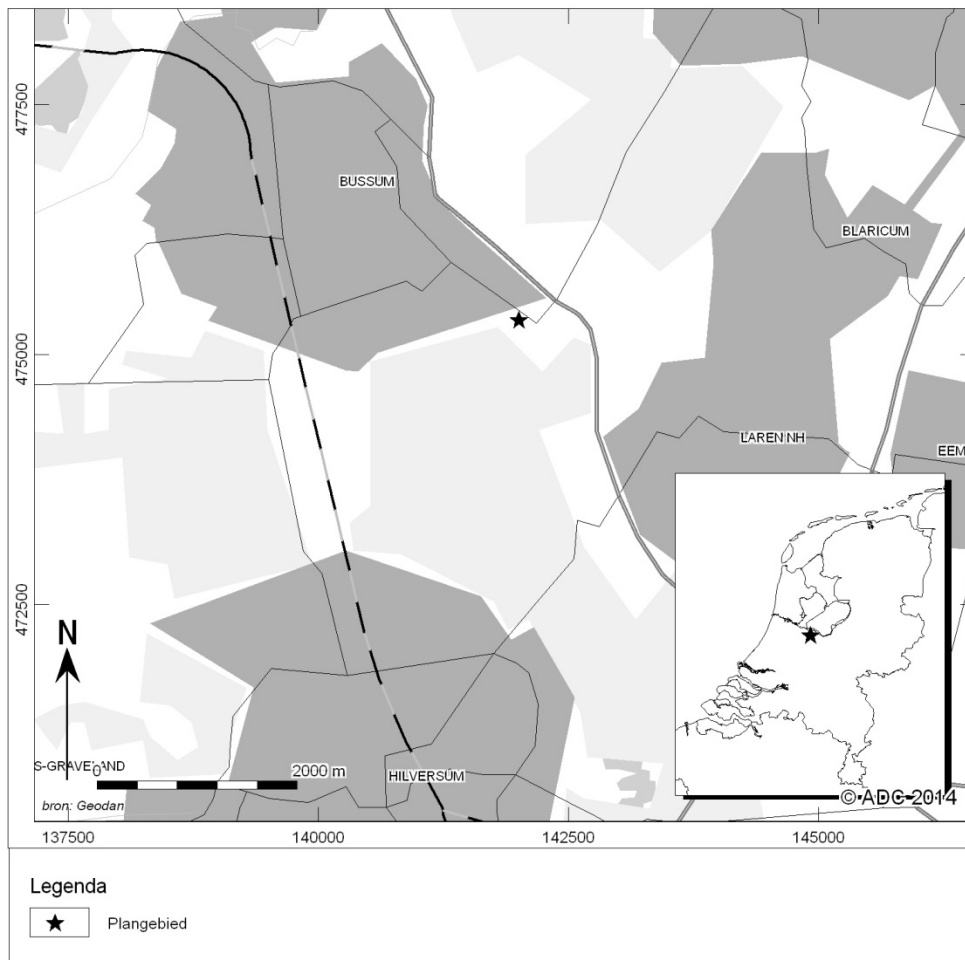 477500
BUSSUM
BLARICUM
475000
LAREN NH
EEM
472500
N
S-GRAVELAND
0
2000 m
HILVERSUM
bron: Geodan
© ADC 2014
137500
140000
142500
145000
Legenda
Plangebied